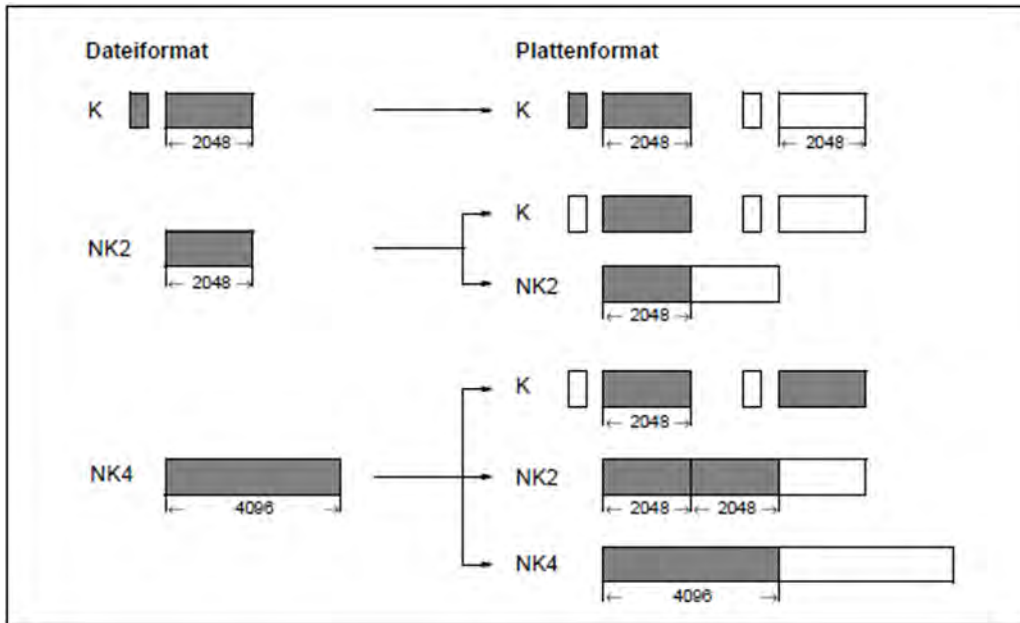 Dateiformat Plattenformat
K K
← 2048 → ← 2048 → ← 2048 →
K
NK2
← 2048 → NK2
← 2048 →
K
← 2048 →
NK4 NK2
← 4096 → ← 2048 → ← 2048 →
NK4
← 4096 →